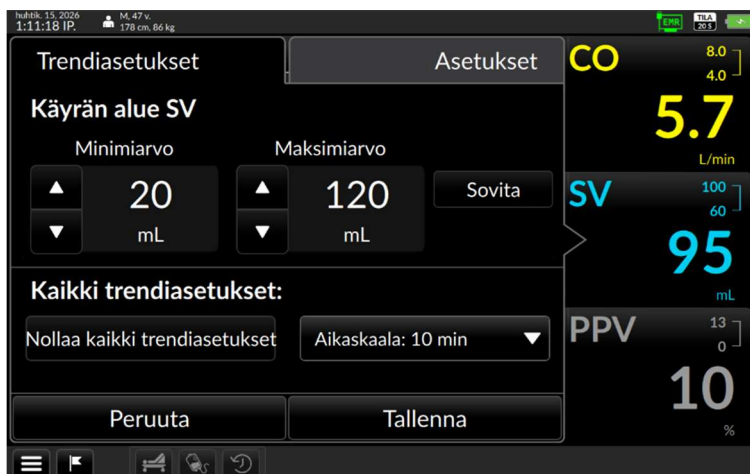 huhtik. 15, 2026
1:11:18 IP.
M, 47 v.
178 cm, 86 kg
EMR
TILA
20 S
Trendiasetukset
Asetukset
Käyrän alue SV
Minimiarvo
Maksimiarvo
20
mL
120
mL
Sovita
Kaikki trendiasetukset:
Nollaa kaikki trendiasetukset
Aikaskaala: 10 min
Peruuta
Tallenna
CO
8.0
4.0
5.7
L/min
SV
100
60
95
mL
PPV
13
0
10
%